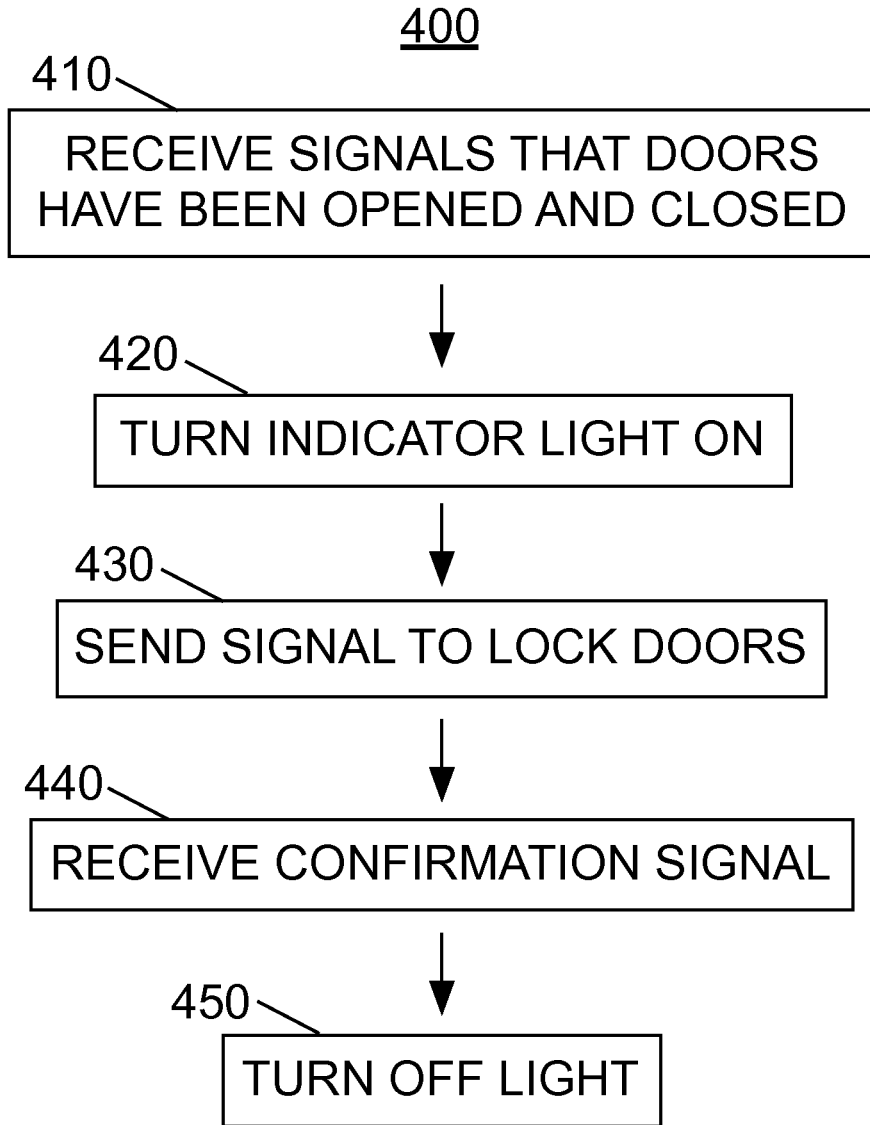 400
410
RECEIVE SIGNALS THAT DOORS
HAVE BEEN OPENED AND CLOSED
420
TURN INDICATOR LIGHT ON
430
SEND SIGNAL TO LOCK DOORS
440
RECEIVE CONFIRMATION SIGNAL
450
TURN OFF LIGHT